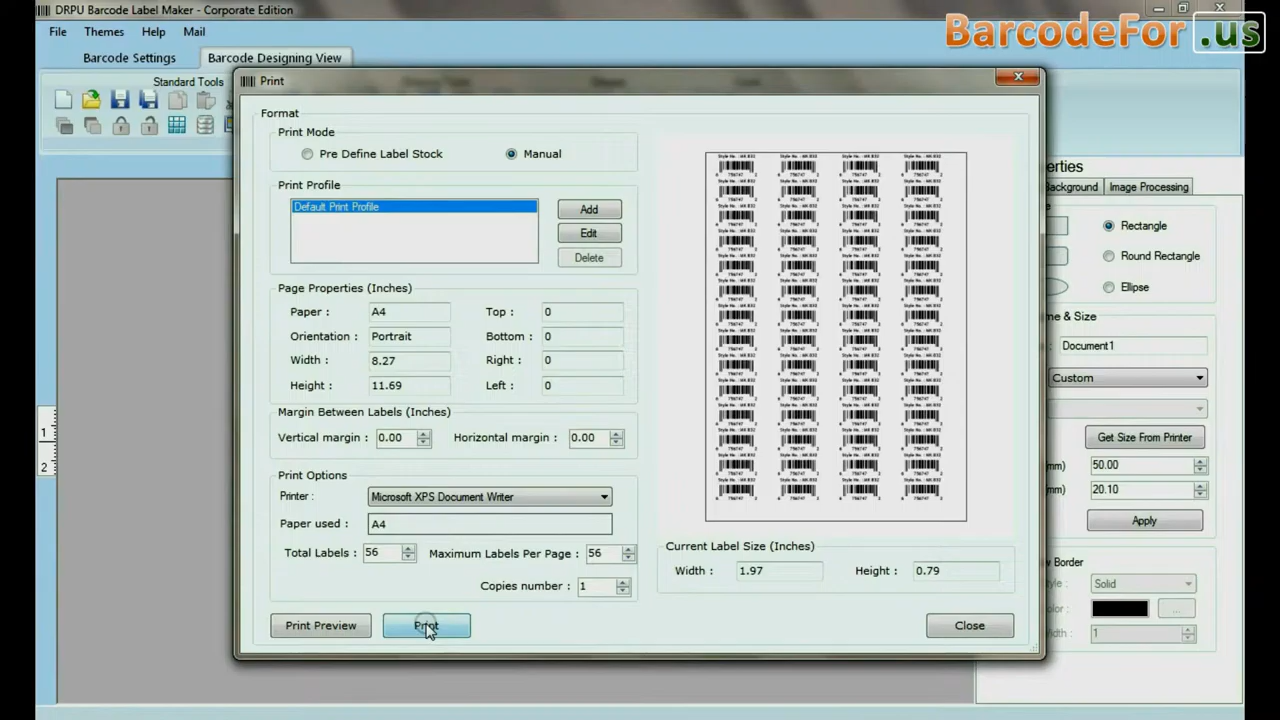 DRPU Barcode Label Maker - Corporate Edition
BarcodeFor.us
File Themes Help Mail
Barcode Settings Barcode Designing View
Standard Tools
Print
Format
Print Mode
Pre Define Label Stock Manual
Print Profile
Default Print Profile
Add
Edit
Delete
Page Properties (Inches)
Paper : A4 Top : 0
Orientation : Portrait Bottom : 0
Width : 8.27 Right : 0
Height : 11.69 Left : 0
Margin Between Labels (Inches)
Vertical margin : 0.00 Horizontal margin : 0.00
Print Options
Printer : Microsoft XPS Document Writer
Paper used : A4
Total Labels : 56 Maximum Labels Per Page : 56
Copies number : 1
Print Preview Print Close
Current Label Size (Inches)
Width : 1.97 Height : 0.79
erties
Background Image Processing
Rectangle
Round Rectangle
Ellipse
me & Size
: Document1
Custom
Get Size From Printer
mm) 50.00
mm) 20.10
Apply
w Border
tyle : Solid
olor : ...
Width : 1
1
2